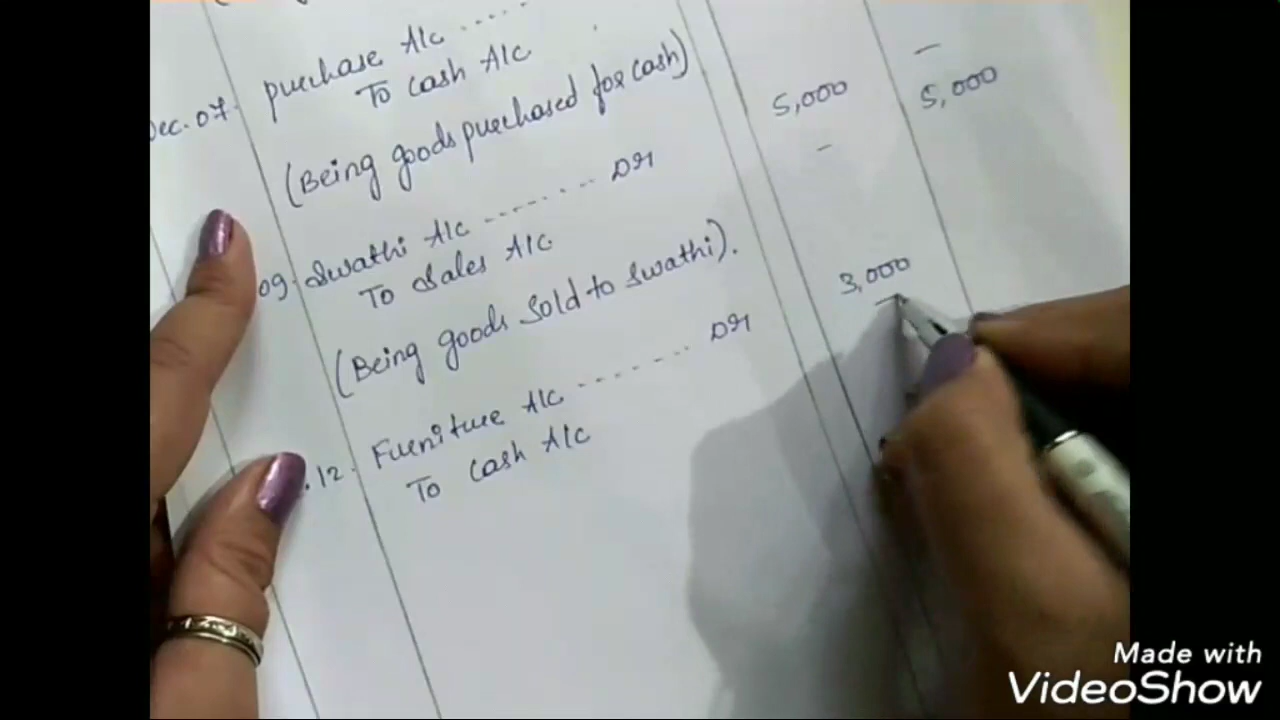 Purchase A/c .....
Dec. 07. To cash A/c
— 5,000
(Being goods purchased for cash)
5,000 —
09. Swathi A/c ........ Dr
To Sales A/c
(Being goods sold to Swathi).
3,000 —
12. Furniture A/c ....... Dr
To cash A/c
Made with
VideoShow